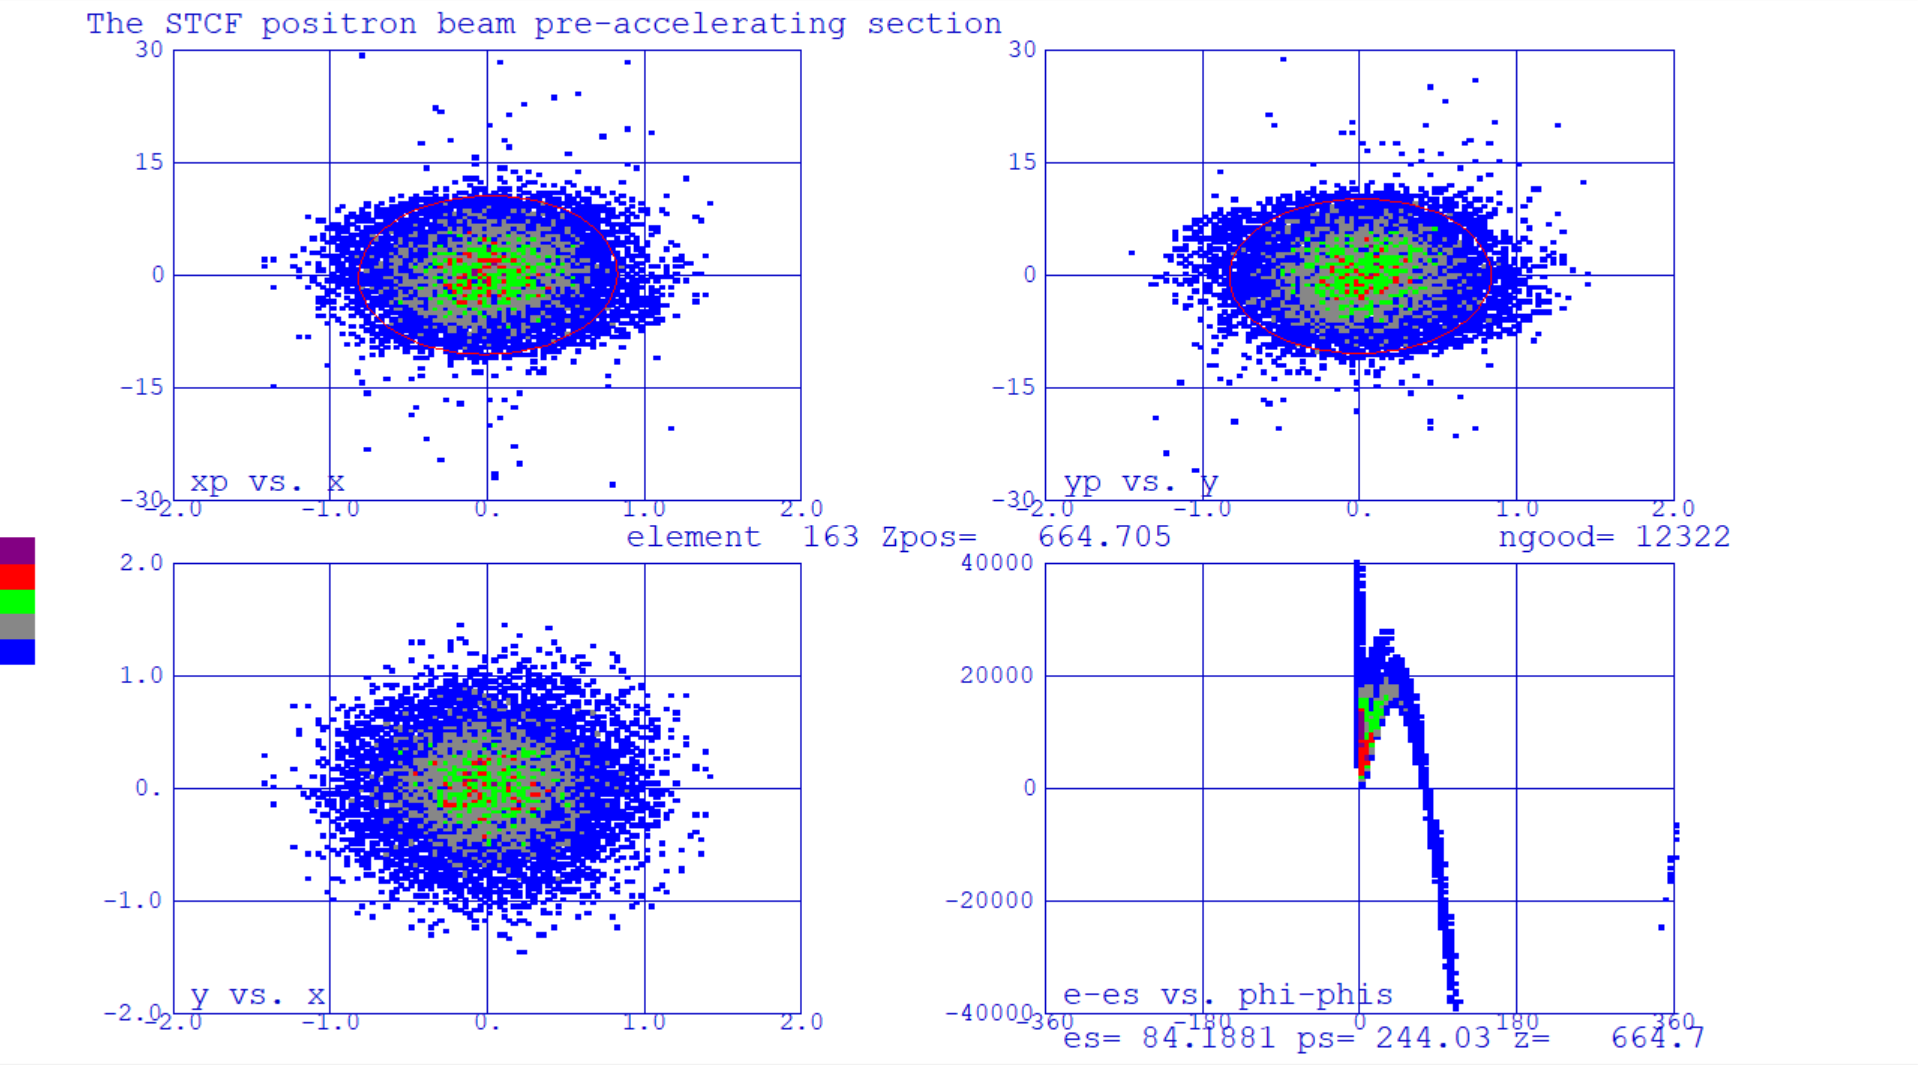 The STCF positron beam pre-accelerating section
30
15
0
-15
-30
xp vs. x
-2.0 -1.0 0. 1.0 2.0
30
15
0
-15
-30
yp vs. y
-2.0 -1.0 0. 1.0 2.0
element 163 Zpos= 664.705 ngood= 12322
2.0
1.0
0.
-1.0
-2.0
y vs. x
-2.0 -1.0 0. 1.0 2.0
40000
20000
0
-20000
-40000
e-es vs. phi-phis
-360 -180 0 180 360
es= 84.1881 ps= 244.03 z= 664.7